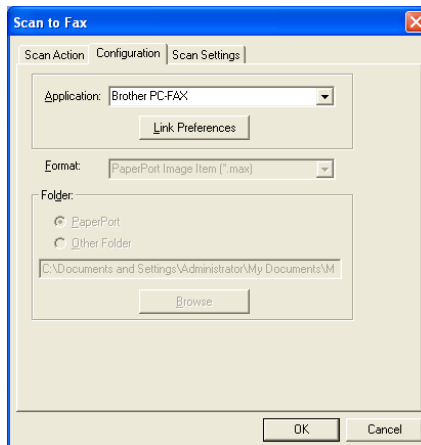 Scan to Fax
Scan Action Configuration Scan Settings
Application: Brother PC-FAX
Link Preferences
Format: PaperPort Image Item (*.max)
Folder:
PaperPort
Other Folder
C:\Documents and Settings\Administrator\My Documents\M
Browse
OK Cancel